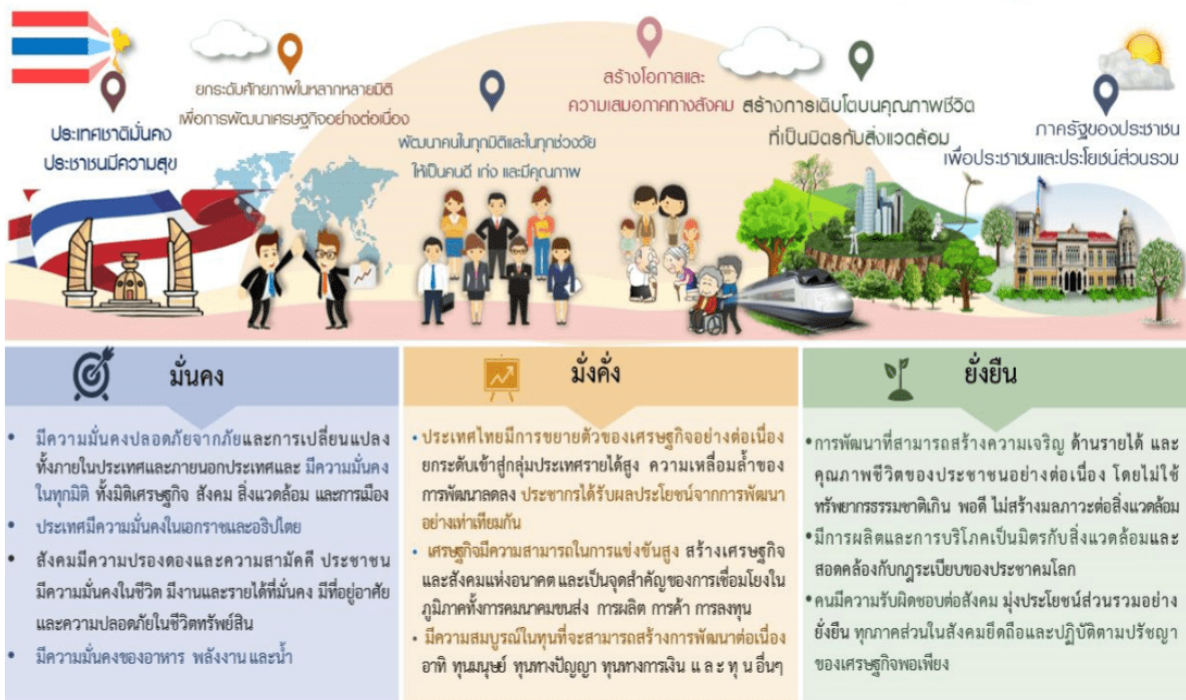 ประเทศชาติมั่นคง
ประชาชนมีความสุข
ยกระดับศักยภาพในหลากหลายมิติ
เพื่อการพัฒนาเศรษฐกิจอย่างต่อเนื่อง
พัฒนาคนในทุกมิติและในทุกช่วงวัย
ให้เป็นคนดี เก่ง และมีคุณภาพ
สร้างโอกาสและ
ความเสมอภาคทางสังคม
สร้างการเติบโตบนคุณภาพชีวิต
ที่เป็นมิตรกับสิ่งแวดล้อม
ภาครัฐของประชาชน
เพื่อประชาชนและประโยชน์ส่วนรวม
มั่นคง
• มีความมั่นคงปลอดภัยจากภัยและการเปลี่ยนแปลง
ทั้งภายในประเทศและภายนอกประเทศและ มีความมั่นคง
ในทุกมิติ ทั้งมิติเศรษฐกิจ สังคม สิ่งแวดล้อม และการเมือง
• ประเทศมีความมั่นคงในเอกราชและอธิปไตย
• สังคมมีความปรองดองและความสามัคคี ประชาชน
มีความมั่นคงในชีวิต มีงานและรายได้ที่มั่นคง มีที่อยู่อาศัย
และความปลอดภัยในชีวิตทรัพย์สิน
• มีความมั่นคงของอาหาร พลังงาน และน้ำ
มั่งคั่ง
• ประเทศไทยมีการขยายตัวของเศรษฐกิจอย่างต่อเนื่อง
ยกระดับเข้าสู่กลุ่มประเทศรายได้สูง ความเหลื่อมล้ำของ
การพัฒนาลดลง ประชากรได้รับผลประโยชน์จากการพัฒนา
อย่างเท่าเทียมกัน
• เศรษฐกิจมีความสามารถในการแข่งขันสูง สร้างเศรษฐกิจ
และสังคมแห่งอนาคต และเป็นจุดสำคัญของการเชื่อมโยงใน
ภูมิภาคทั้งการคมนาคมขนส่ง การผลิต การค้า การลงทุน
• มีความสมบูรณ์ในทุนที่จะสามารถสร้างการพัฒนาต่อเนื่อง
อาทิ ทุนมนุษย์ ทุนทางปัญญา ทุนทางการเงิน และทุนอื่นๆ
ยั่งยืน
• การพัฒนาที่สามารถสร้างความเจริญ ด้านรายได้ และ
คุณภาพชีวิตของประชาชนอย่างต่อเนื่อง โดยไม่ใช้
ทรัพยากรธรรมชาติเกิน พอดี ไม่สร้างมลภาวะต่อสิ่งแวดล้อม
• มีการผลิตและการบริโภคเป็นมิตรกับสิ่งแวดล้อมและ
สอดคล้องกับกฎระเบียบของประชาคมโลก
• คนมีความรับผิดชอบต่อสังคม มุ่งประโยชน์ส่วนรวมอย่าง
ยั่งยืน ทุกภาคส่วนในสังคมยึดถือและปฏิบัติตามปรัชญา
ของเศรษฐกิจพอเพียง